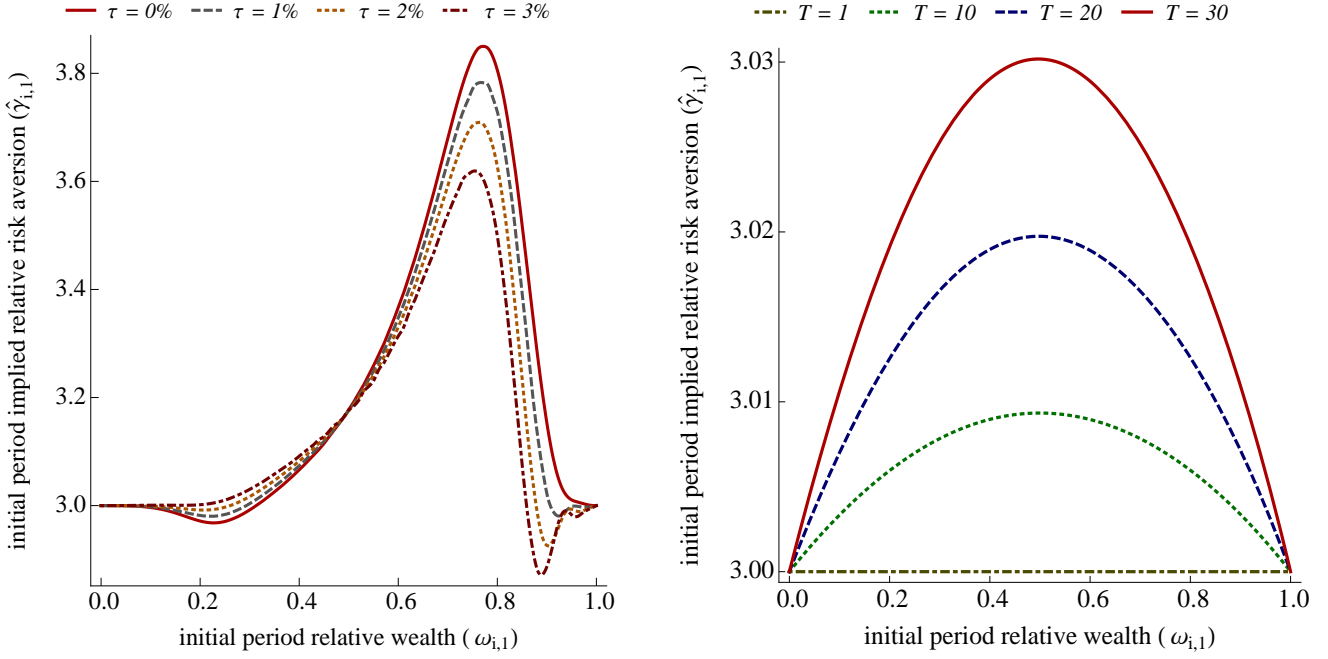 τ = 0% τ = 1% τ = 2% τ = 3%
initial period implied relative risk aversion (γ̂i,1)
3.8
3.6
3.4
3.2
3.0
0.0 0.2 0.4 0.6 0.8 1.0
initial period relative wealth ( ωi,1)
T = 1 T = 10 T = 20 T = 30
initial period implied relative risk aversion (γ̂i,1)
3.03
3.02
3.01
3.00
0.0 0.2 0.4 0.6 0.8 1.0
initial period relative wealth ( ωi,1)